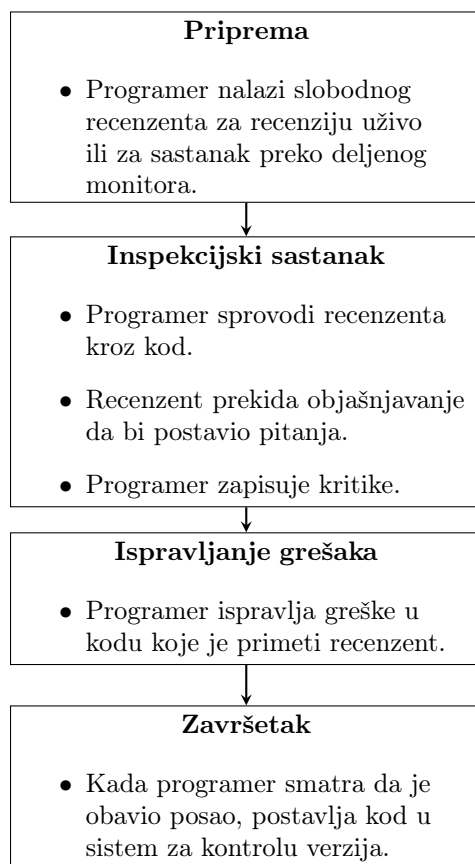 Priprema
• Programer nalazi slobodnog
recenzenta za recenziju uživo
ili za sastanak preko deljenog
monitora.
Inspekcijski sastanak
• Programer sprovodi recenzenta
kroz kod.
• Recenzent prekida objašnjavanje
da bi postavio pitanja.
• Programer zapisuje kritike.
Ispravljanje grešaka
• Programer ispravlja greške u
kodu koje je primeti recenzent.
Završetak
• Kada programer smatra da je
obavio posao, postavlja kod u
sistem za kontrolu verzija.